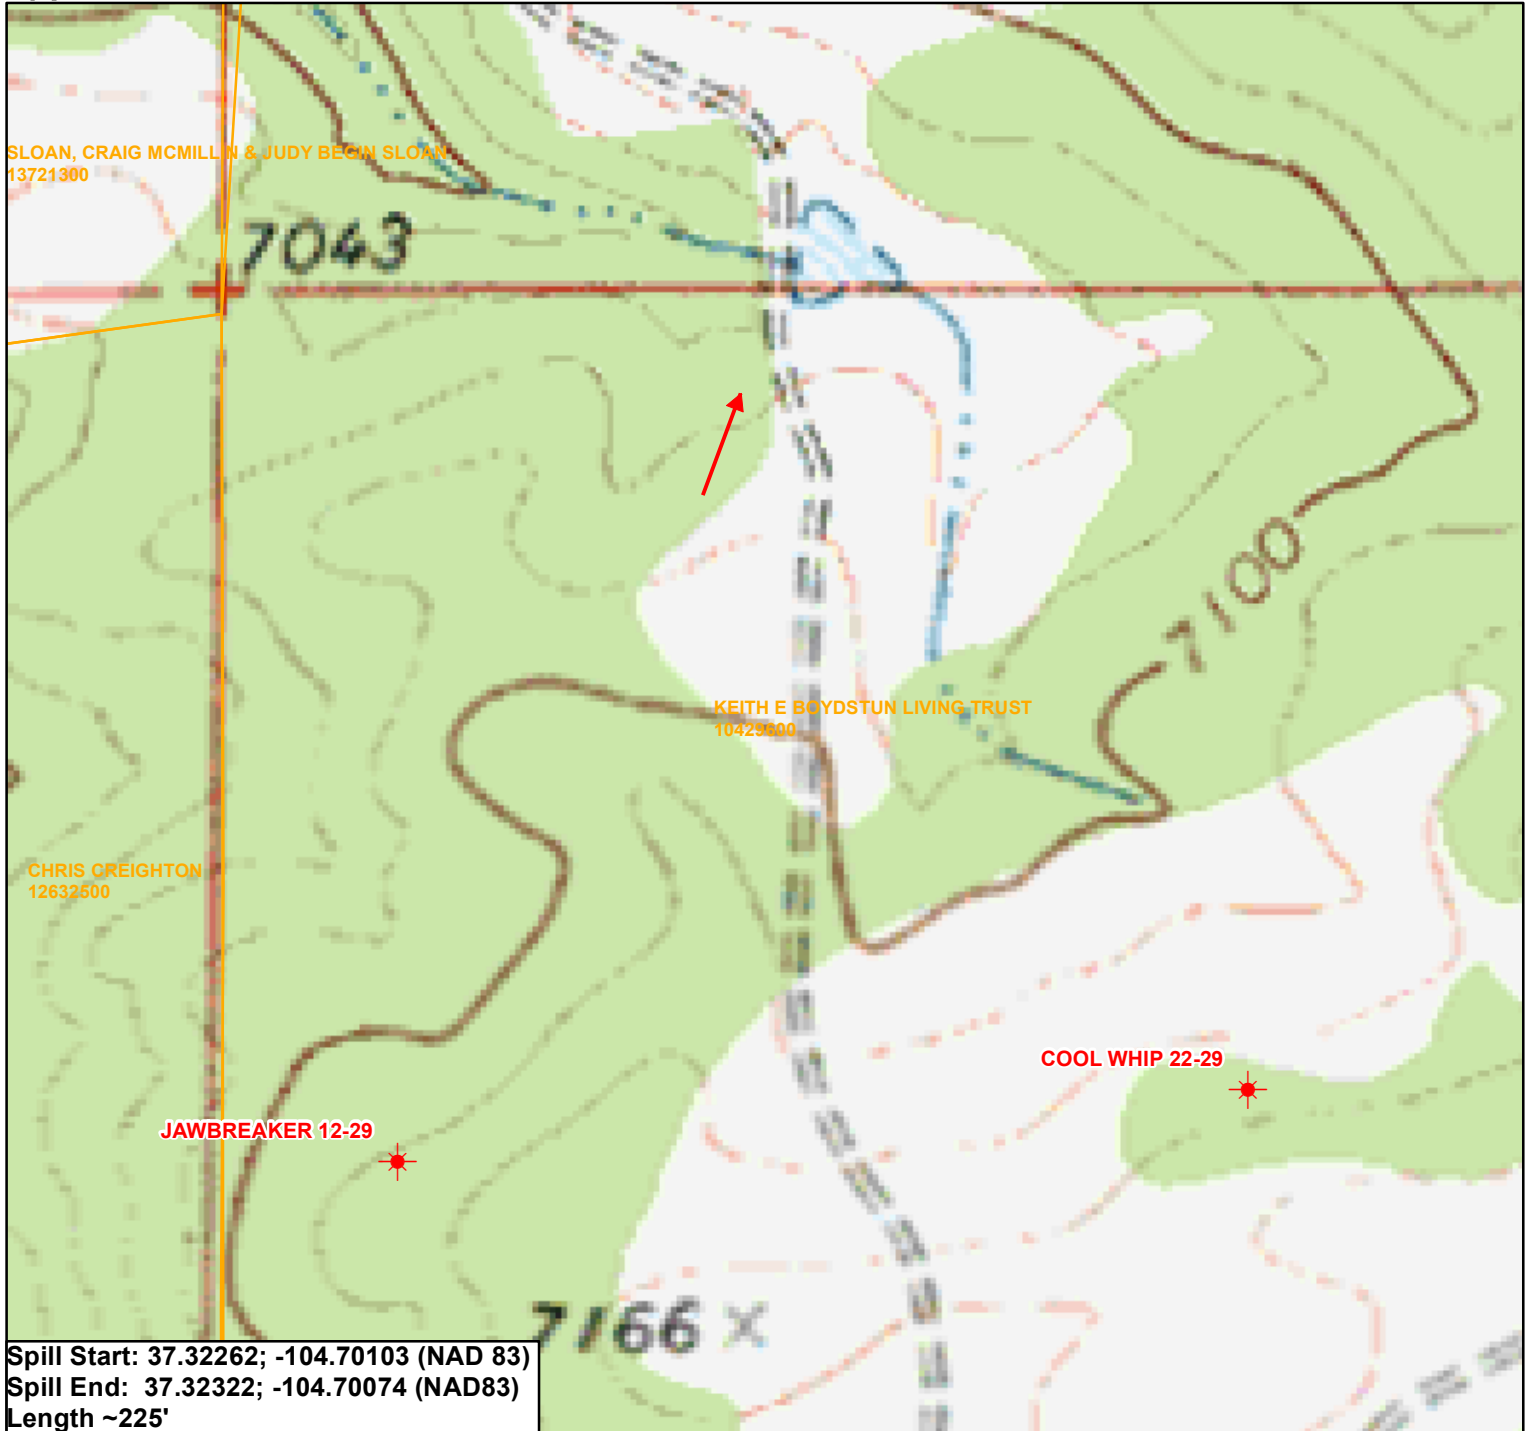 SLOAN, CRAIG MCMILLIN & JUDY BEGIN SLOAN
13721300
7043
7100
KEITH E BOYDSTUN LIVING TRUST
10429600
CHRIS CREIGHTON
12632500
COOL WHIP 22-29
JAWBREAKER 12-29
7166
Spill Start: 37.32262; -104.70103 (NAD 83)
Spill End: 37.32322; -104.70074 (NAD83)
Length ~225'